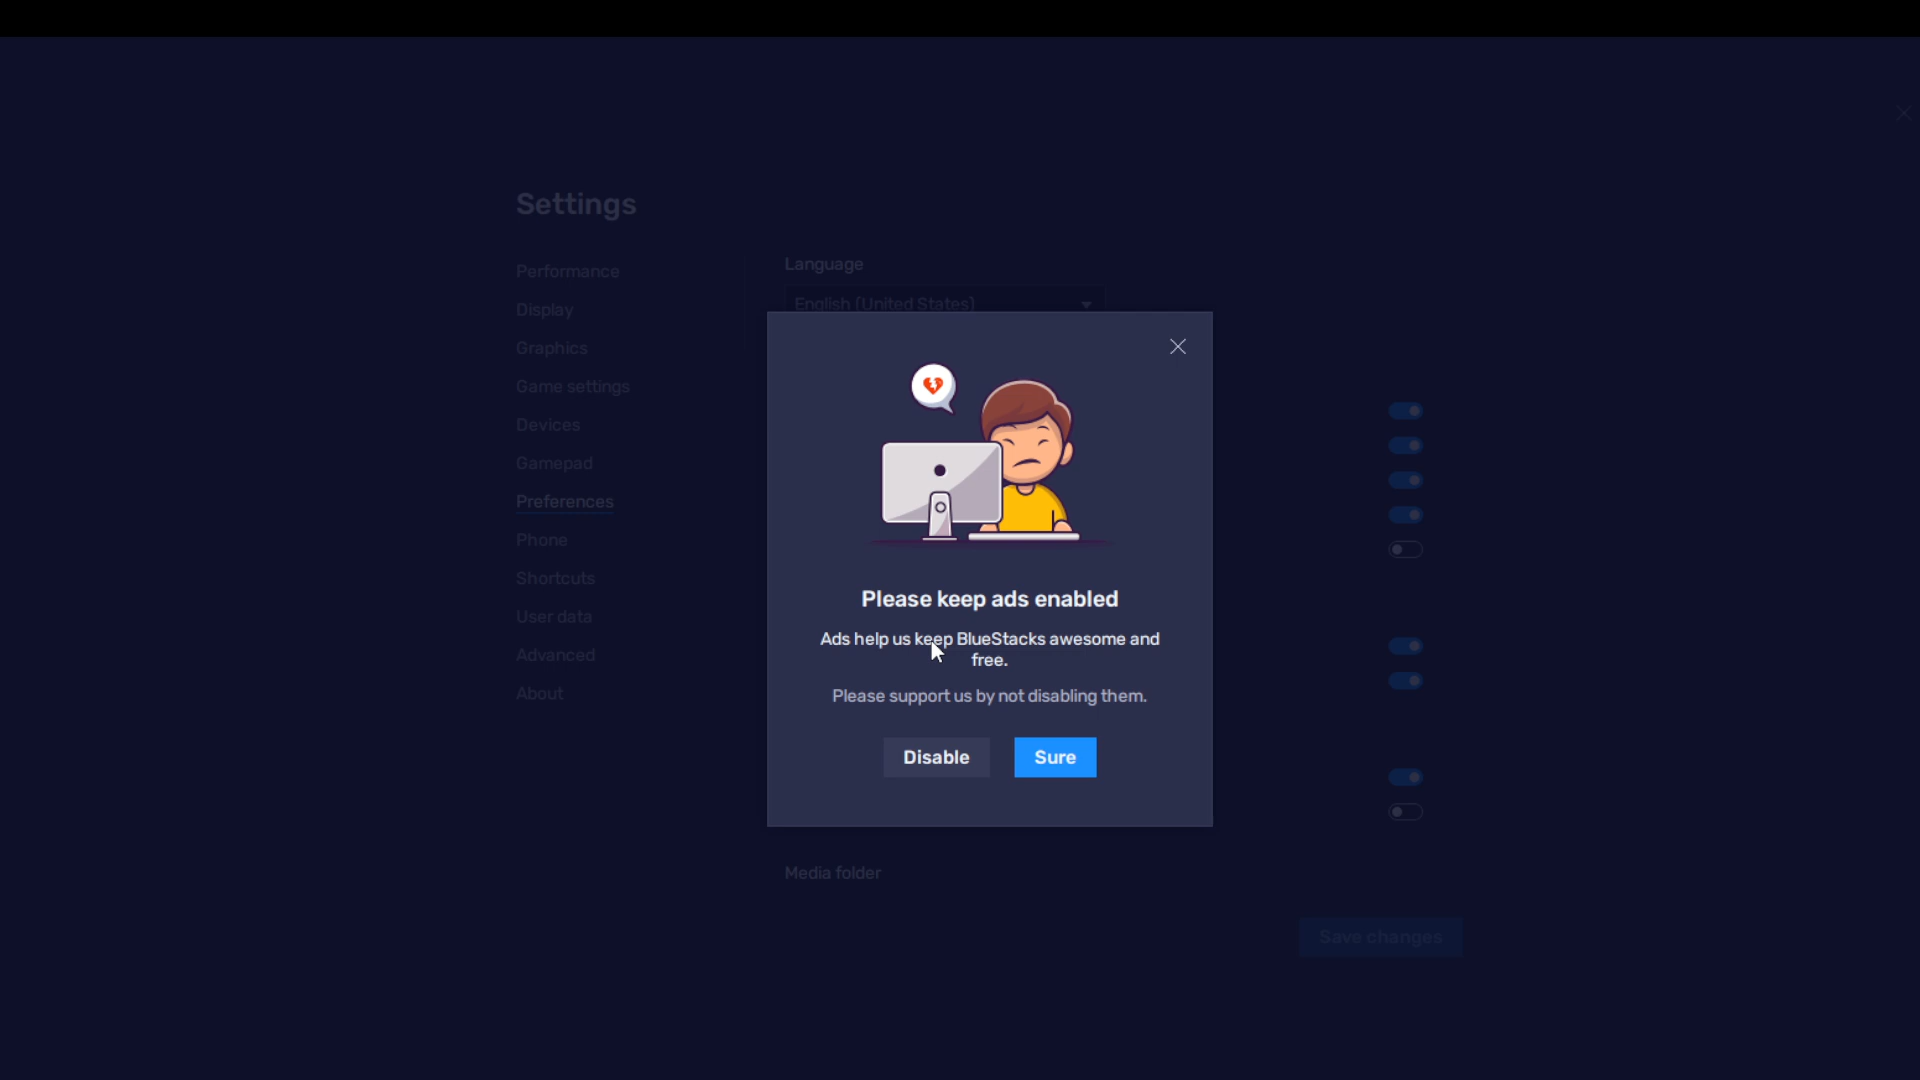 Settings
Performance
Display
Graphics
Game settings
Devices
Gamepad
Preferences
Phone
Shortcuts
User data
Advanced
About
Language
English (United States)
Please keep ads enabled
Ads help us keep BlueStacks awesome and
free.
Please support us by not disabling them.
Disable
Sure
Media folder
Save changes